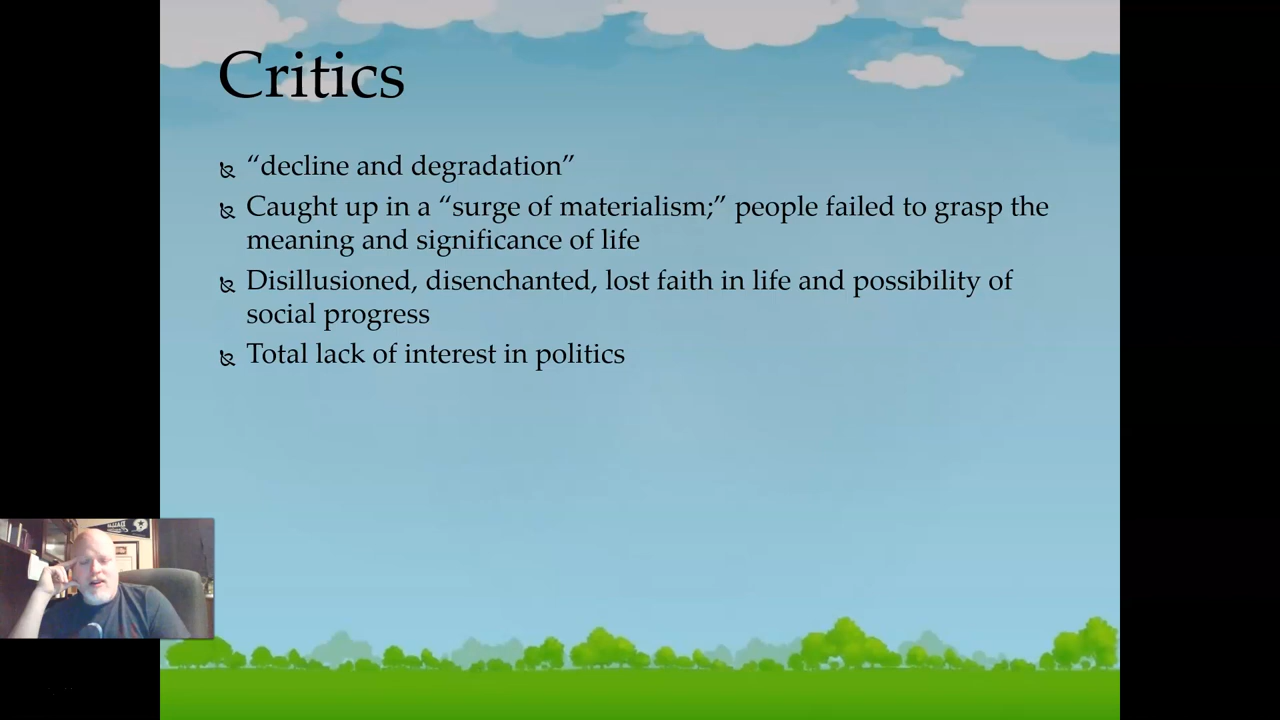 Critics
“decline and degradation”
Caught up in a “surge of materialism;” people failed to grasp the
meaning and significance of life
Disillusioned, disenchanted, lost faith in life and possibility of
social progress
Total lack of interest in politics